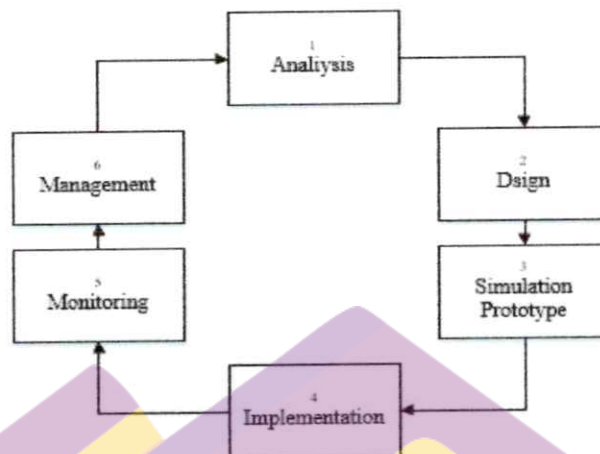 1
Analiysis
2
Dsign
3
Simulation
Prototype
4
Implementation
5
Monitoring
6
Management